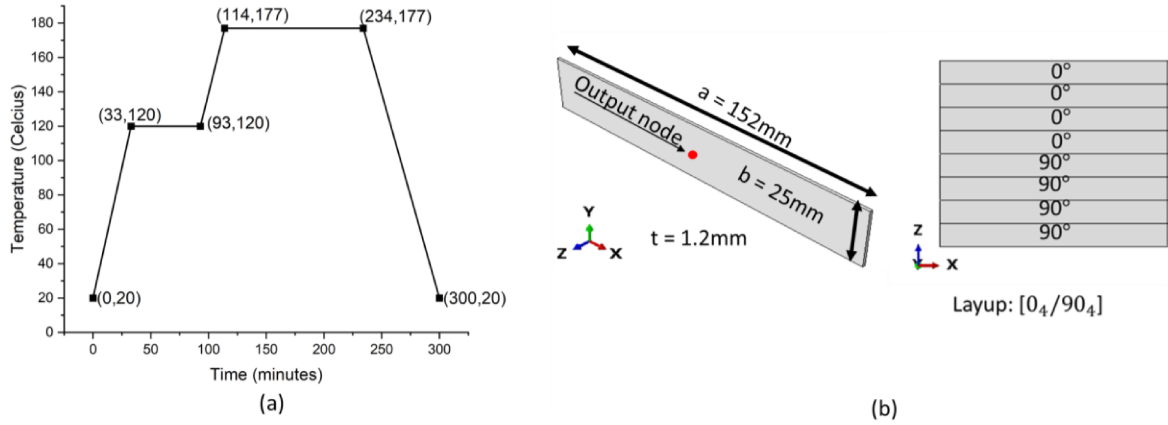 180
160
140
120
100
80
60
40
20
0
Temperature (Celcius)
(114,177)
(234,177)
(33,120)
(93,120)
(0,20)
(300,20)
0
50
100
150
200
250
300
Time (minutes)
(a)
Output node
a = 152mm
b = 25mm
t = 1.2mm
Y
Z
X
0°
0°
0°
0°
90°
90°
90°
90°
Z
Y
X
Layup: [0₄/90₄]
(b)